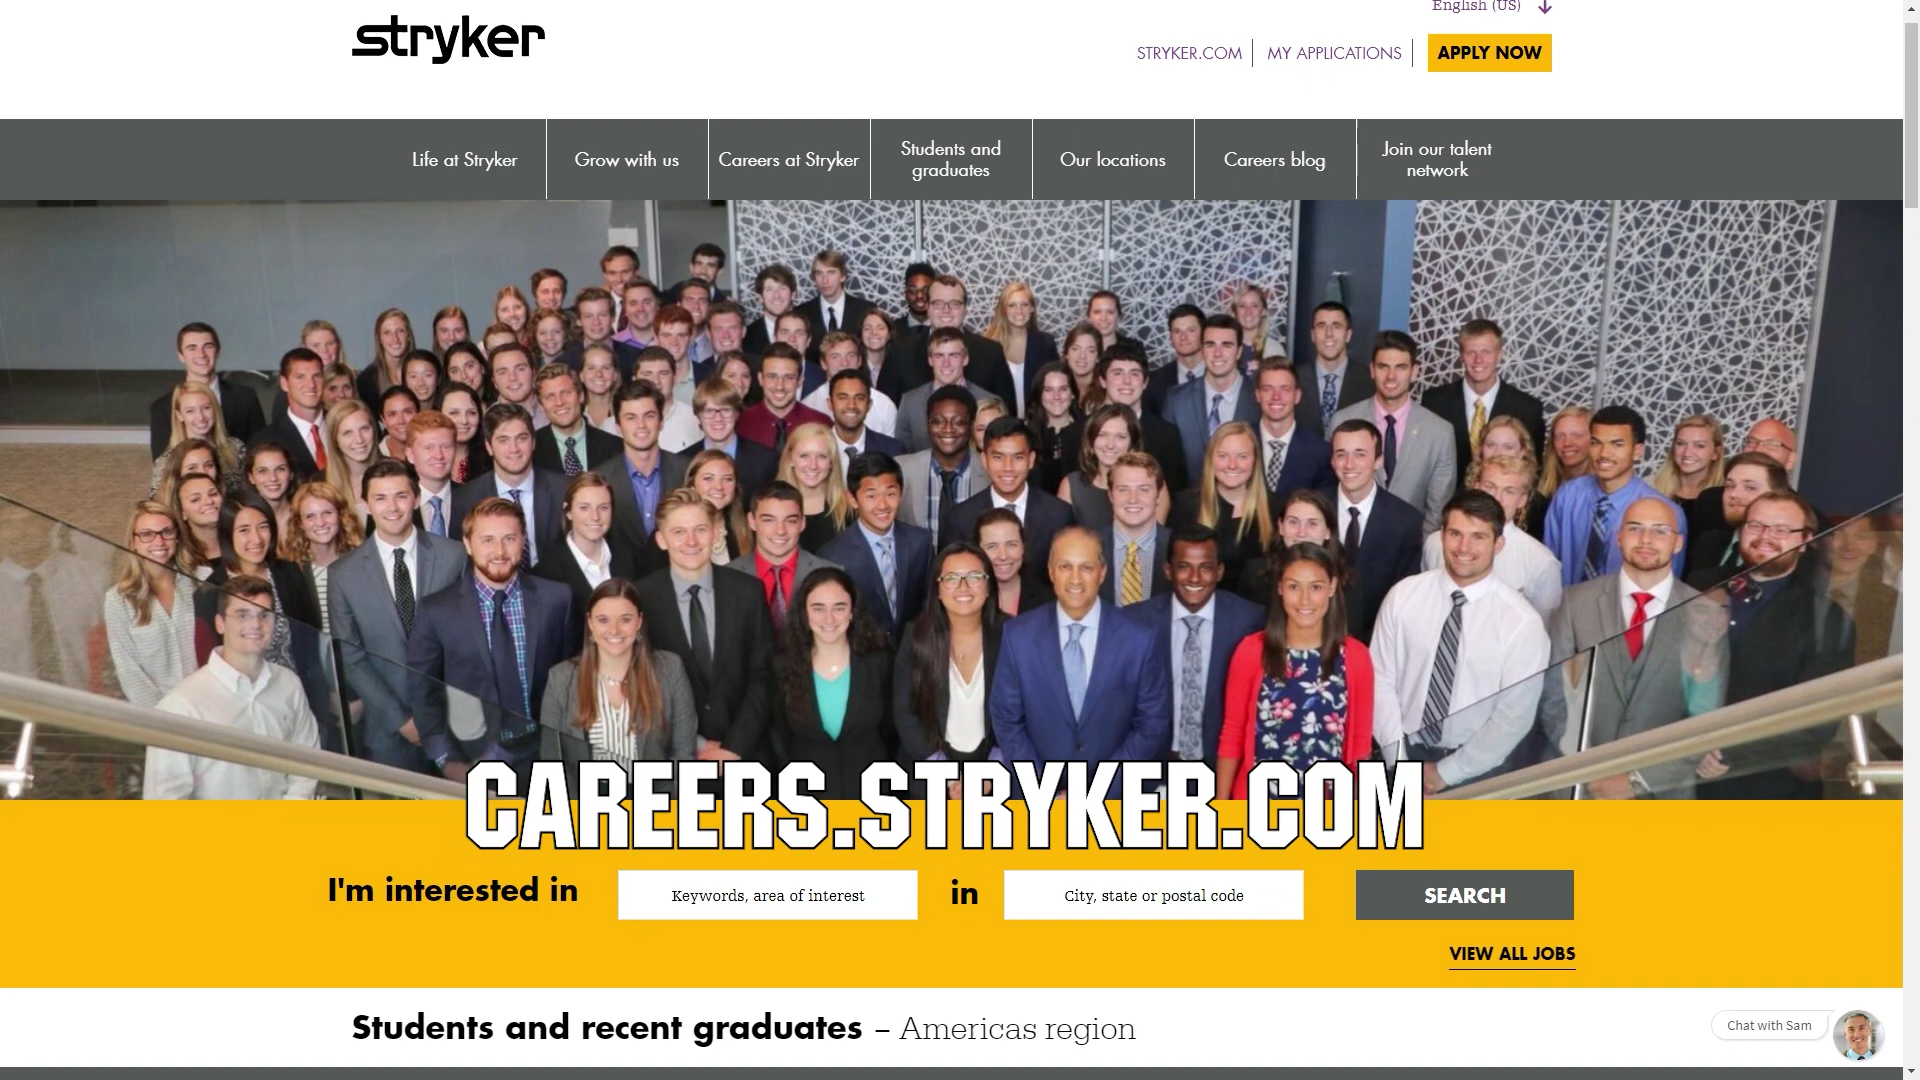 English (US)
stryker
STRYKER.COM
MY APPLICATIONS
APPLY NOW
Life at Stryker
Grow with us
Careers at Stryker
Students and
graduates
Our locations
Careers blog
Join our talent
network
CAREERS.STRYKER.COM
I'm interested in
Keywords, area of interest
in
City, state or postal code
SEARCH
VIEW ALL JOBS
Students and recent graduates – Americas region
Chat with Sam